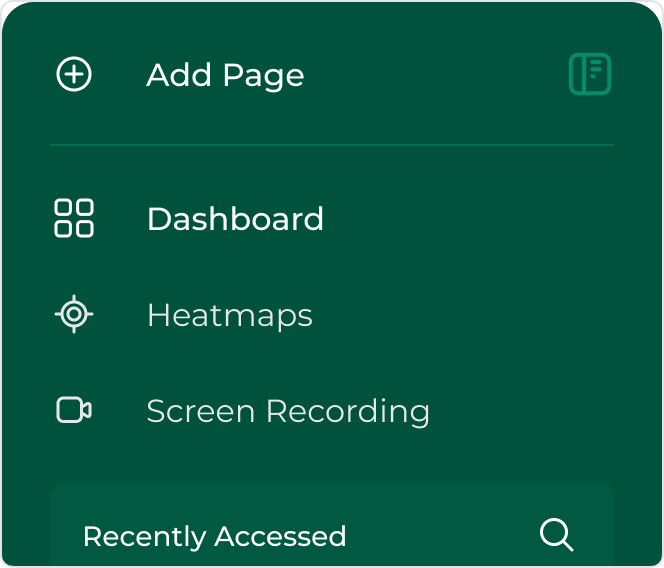 Add Page
Dashboard
Heatmaps
Screen Recording
Recently Accessed